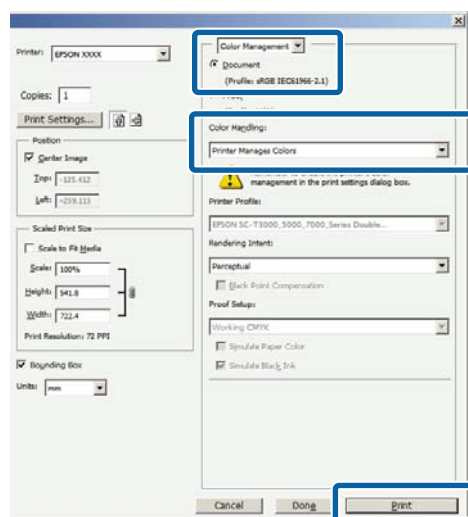 Printer: EPSON XXXX
Copies: 1
Print Settings...
Position
Center Image
Top: -125.412
Left: -259.113
Scaled Print Size
Scale to Fit Media
Scale: 100%
Height: 541.8
Width: 722.4
Print Resolution: 72 PPI
Bounding Box
Units: mm
Color Management
Document
(Profile: sRGB IEC61966-2.1)
Color Handling:
Printer Manages Colors
management in the print settings dialog box.
Printer Profile:
EPSON SC-T3000_5000_7000_Series Double...
Rendering Intent:
Perceptual
Black Point Compensation
Proof Setup:
Working CMYK
Simulate Paper Color
Simulate Black Ink
Cancel
Done
Print